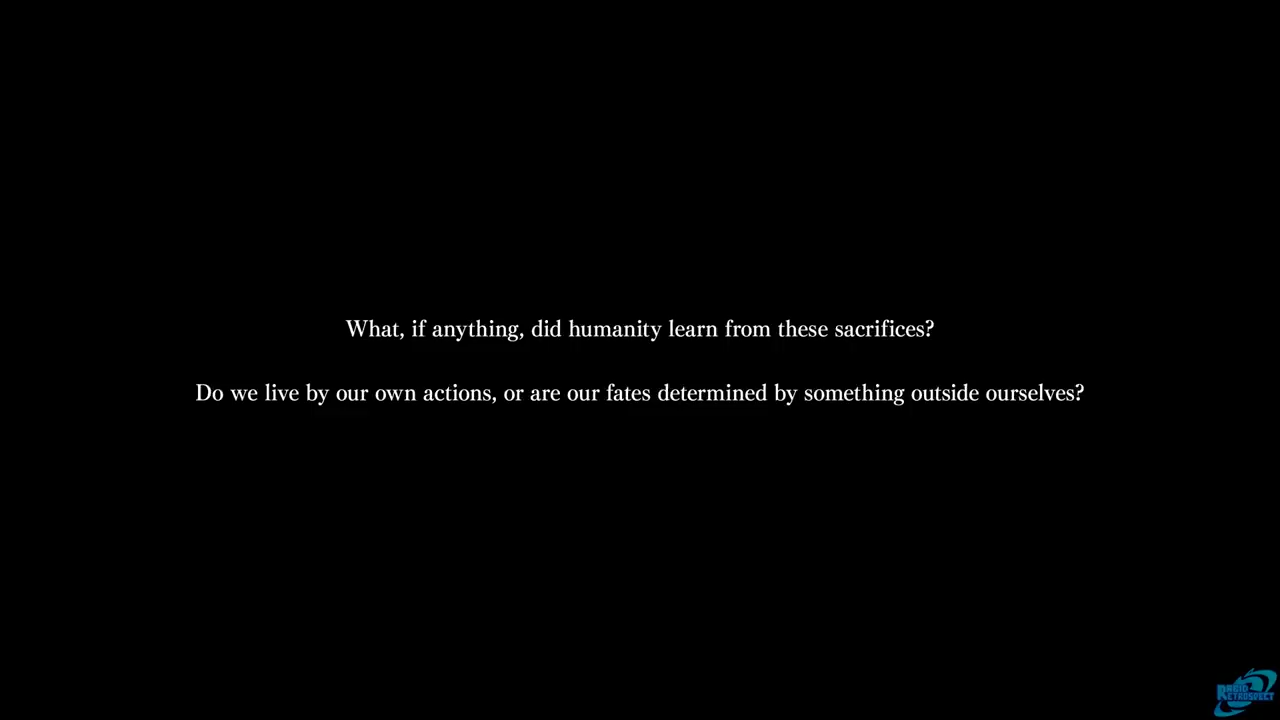 What, if anything, did humanity learn from these sacrifices?
Do we live by our own actions, or are our fates determined by something outside ourselves?
RETROSPECT